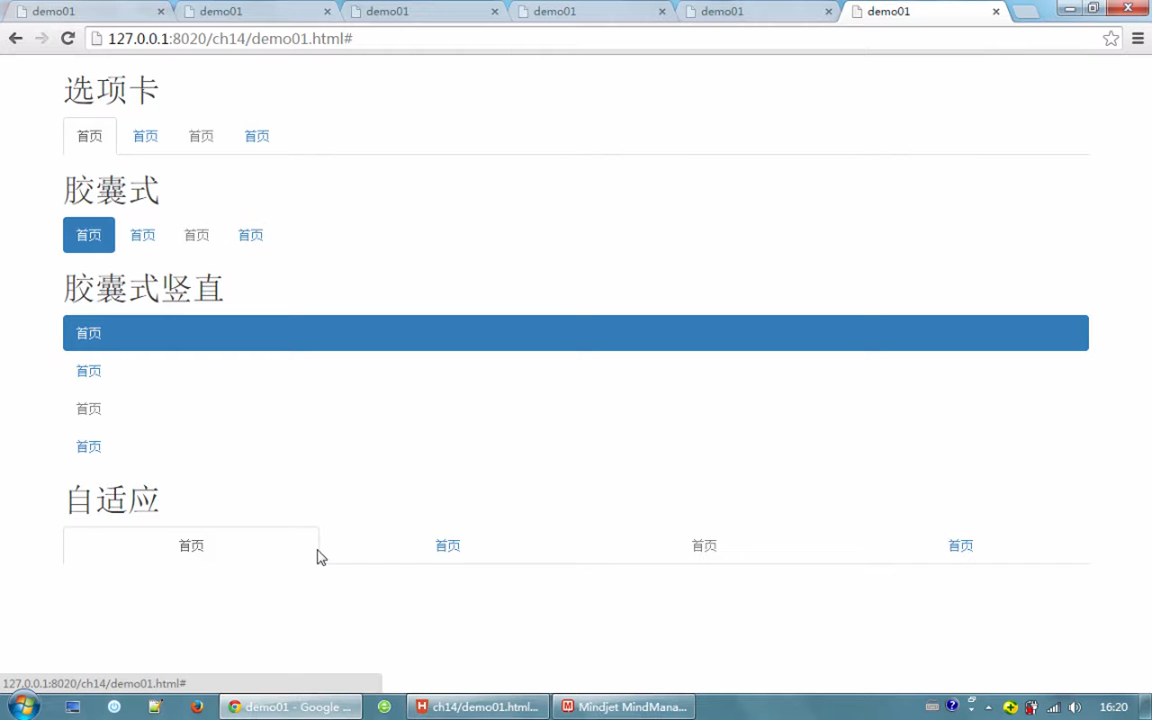 demo01 demo01 demo01 demo01 demo01 demo01
127.0.0.1:8020/ch14/demo01.html#
选项卡
首页 首页 首页 首页
胶囊式
首页 首页 首页 首页
胶囊式竖直
首页
首页
首页
首页
自适应
首页 首页 首页 首页
127.0.0.1:8020/ch14/demo01.html#
demo01 - Google ... ch14/demo01.html... Mindjet MindMana... 16:20